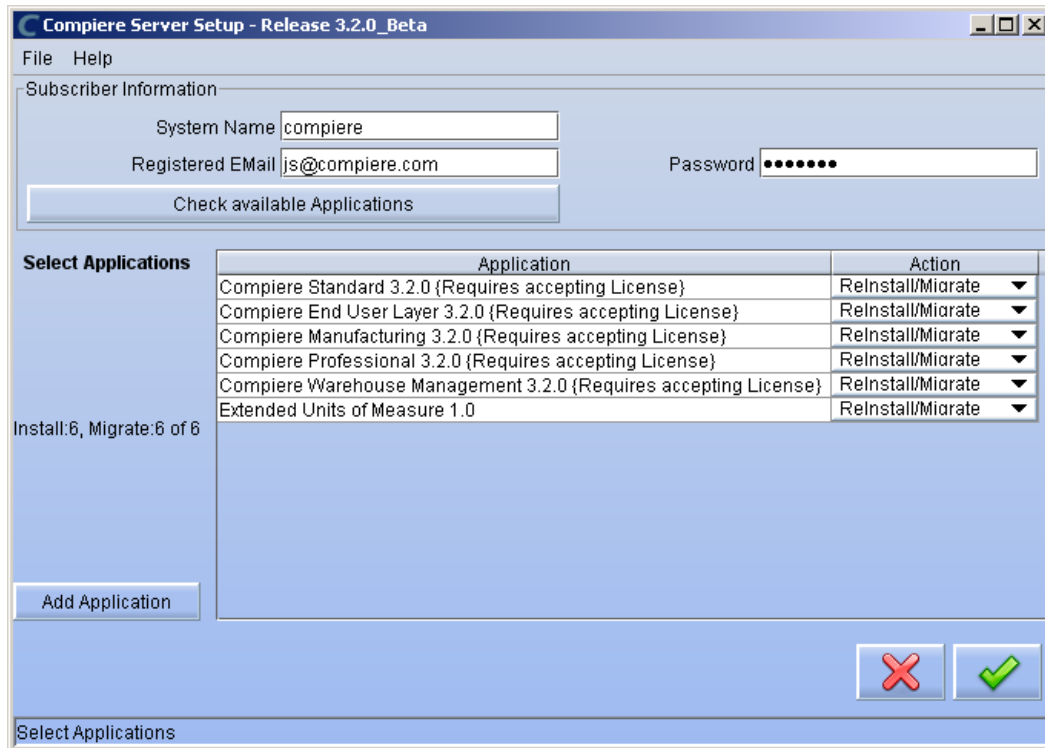 Compiere Server Setup - Release 3.2.0_Beta
File Help
Subscriber Information
System Name compiere
Registered EMail js@compiere.com Password •••••••
Check available Applications
Select Applications Application Action
Compiere Standard 3.2.0 {Requires accepting License} ReInstall/Migrate
Compiere End User Layer 3.2.0 {Requires accepting License} ReInstall/Migrate
Compiere Manufacturing 3.2.0 {Requires accepting License} ReInstall/Migrate
Compiere Professional 3.2.0 {Requires accepting License} ReInstall/Migrate
Compiere Warehouse Management 3.2.0 {Requires accepting License} ReInstall/Migrate
Extended Units of Measure 1.0 ReInstall/Migrate
Install:6, Migrate:6 of 6
Add Application
Select Applications